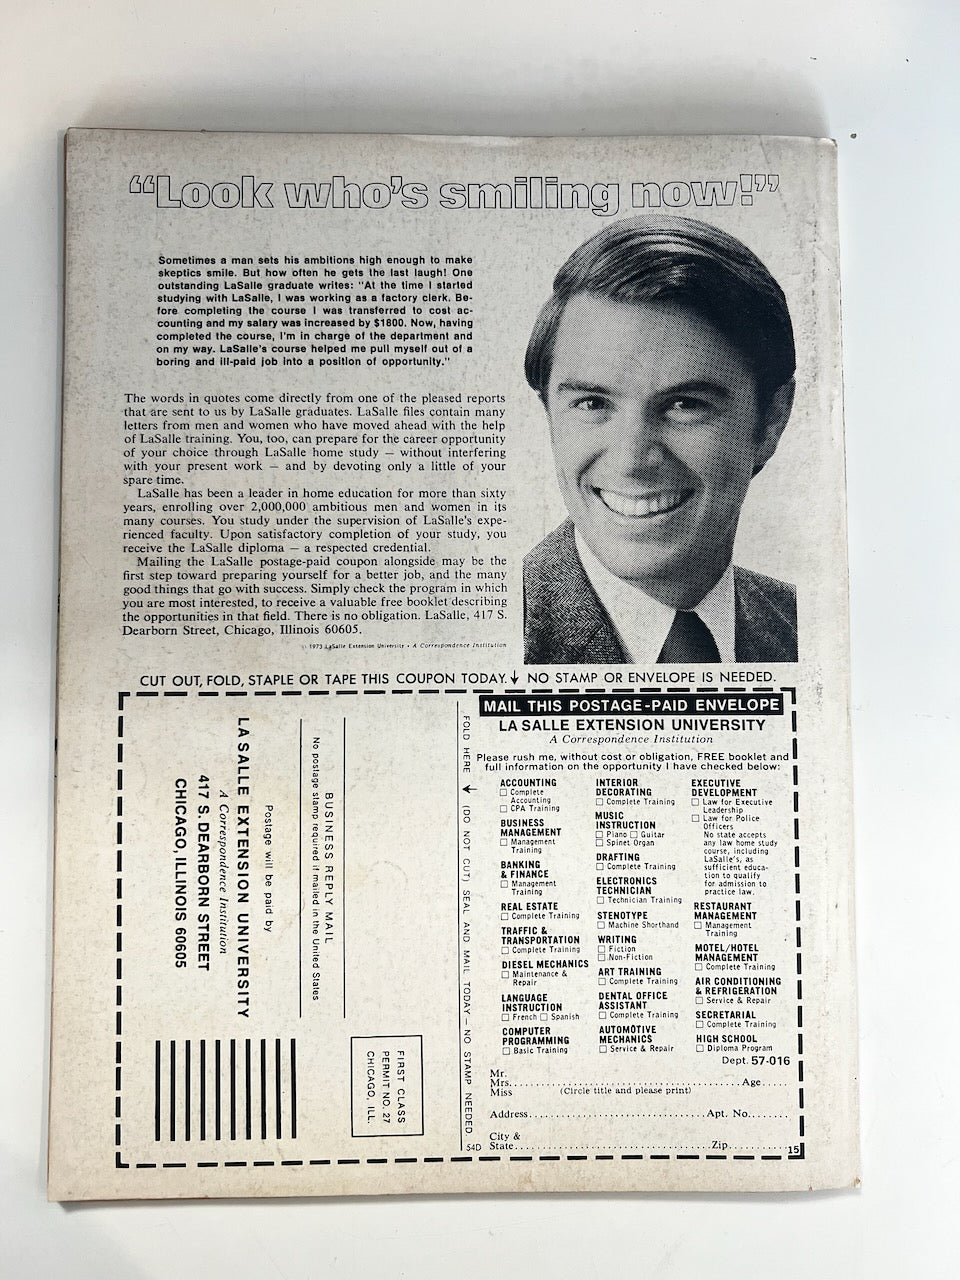 “Look who's smiling now!”
Sometimes a man sets his ambitions high enough to make
skeptics smile. But how often he gets the last laugh! One
outstanding LaSalle graduate writes: "At the time I started
studying with LaSalle, I was working as a factory clerk. Be-
fore completing the course I was transferred to cost ac-
counting and my salary was increased by $1800. Now, having
completed the course, I'm in charge of the department and
on my way. LaSalle's course helped me pull myself out of a
boring and ill-paid job into a position of opportunity."
The words in quotes come directly from one of the pleased reports
that are sent to us by LaSalle graduates. LaSalle files contain many
letters from men and women who have moved ahead with the help
of LaSalle training. You, too, can prepare for the career opportunity
of your choice through LaSalle home study — without interfering
with your present work — and by devoting only a little of your
spare time.
LaSalle has been a leader in home education for more than sixty
years, enrolling over 2,000,000 ambitious men and women in its
many courses. You study under the supervision of LaSalle's expe-
rienced faculty. Upon satisfactory completion of your study, you
receive the LaSalle diploma — a respected credential.
Mailing the LaSalle postage-paid coupon alongside may be the
first step toward preparing yourself for a better job, and the many
good things that go with success. Simply check the program in which
you are most interested, to receive a valuable free booklet describing
the opportunities in that field. There is no obligation. LaSalle, 417 S.
Dearborn Street, Chicago, Illinois 60605.
© 1973 LaSalle Extension University • A Correspondence Institution
CUT OUT, FOLD, STAPLE OR TAPE THIS COUPON TODAY. ↓ NO STAMP OR ENVELOPE IS NEEDED.
FIRST CLASS
PERMIT NO. 27
CHICAGO, ILL.
BUSINESS REPLY MAIL
No postage stamp required if mailed in the United States
Postage will be paid by
LA SALLE EXTENSION UNIVERSITY
A Correspondence Institution
417 S. DEARBORN STREET
CHICAGO, ILLINOIS 60605
FOLD HERE (DO NOT CUT) SEAL AND MAIL TODAY — NO STAMP NEEDED
MAIL THIS POSTAGE-PAID ENVELOPE
LA SALLE EXTENSION UNIVERSITY
A Correspondence Institution
Please rush me, without cost or obligation, FREE booklet and
full information on the opportunity I have checked below:
ACCOUNTING
☐ Complete
Accounting
☐ CPA Training
BUSINESS
MANAGEMENT
☐ Management
Training
BANKING
& FINANCE
☐ Management
Training
REAL ESTATE
☐ Complete Training
TRAFFIC &
TRANSPORTATION
☐ Complete Training
DIESEL MECHANICS
☐ Maintenance &
Repair
LANGUAGE
INSTRUCTION
☐ French ☐ Spanish
COMPUTER
PROGRAMMING
☐ Basic Training
INTERIOR
DECORATING
☐ Complete Training
MUSIC
INSTRUCTION
☐ Piano ☐ Guitar
☐ Spinet Organ
DRAFTING
☐ Complete Training
ELECTRONICS
TECHNICIAN
☐ Technician Training
STENOTYPE
☐ Machine Shorthand
WRITING
☐ Fiction
☐ Non-Fiction
ART TRAINING
☐ Complete Training
DENTAL OFFICE
ASSISTANT
☐ Complete Training
AUTOMOTIVE
MECHANICS
☐ Service & Repair
EXECUTIVE
DEVELOPMENT
☐ Law for Executive
Leadership
☐ Law for Police
Officers
No state accepts
any law home study
course, including
LaSalle's, as
sufficient educa-
tion to qualify
for admission to
practice law.
RESTAURANT
MANAGEMENT
☐ Management
Training
MOTEL/HOTEL
MANAGEMENT
☐ Complete Training
AIR CONDITIONING
& REFRIGERATION
☐ Service & Repair
SECRETARIAL
☐ Complete Training
HIGH SCHOOL
☐ Diploma Program
Dept. 57-016
Mr.
Mrs. Age
Miss (Circle title and please print)
Address Apt. No.
City &
State Zip
54D
15